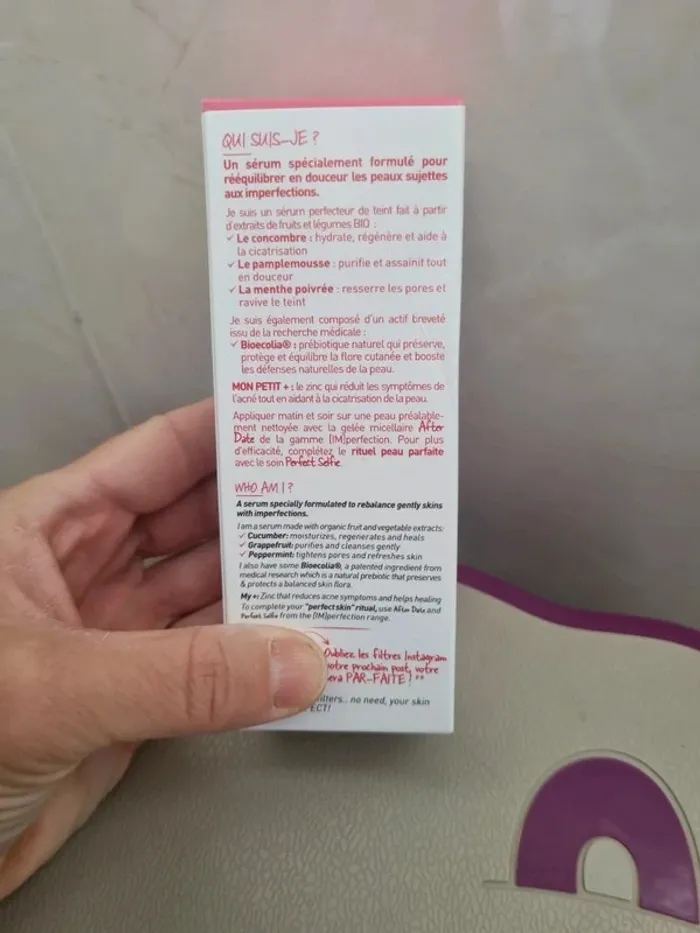 QUI SUIS-JE ?
Un sérum spécialement formulé pour
rééquilibrer en douceur les peaux sujettes
aux imperfections.
Je suis un sérum perfecteur de teint fait à partir
d'extraits de fruits et légumes BIO :
✓ Le concombre : hydrate, régénère et aide à
la cicatrisation
✓ Le pamplemousse : purifie et assainit tout
en douceur
✓ La menthe poivrée : resserre les pores et
ravive le teint
Je suis également composé d'un actif breveté
issu de la recherche médicale :
✓ Bioecolia® : prébiotique naturel qui préserve,
protège et équilibre la flore cutanée et booste
les défenses naturelles de la peau.
MON PETIT + : le zinc qui réduit les symptômes de
l'acné tout en aidant à la cicatrisation de la peau.
Appliquer matin et soir sur une peau préalable-
ment nettoyée avec la gelée micellaire After
Date de la gamme (IM)perfection. Pour plus
d'efficacité, complétez le rituel peau parfaite
avec le soin Perfect Selfie.
WHO AM I ?
A serum specially formulated to rebalance gently skins
with imperfections.
I am a serum made with organic fruit and vegetable extracts:
✓ Cucumber: moisturizes, regenerates and heals
✓ Grappefruit: purifies and cleanses gently
✓ Peppermint: tightens pores and refreshes skin
I also have some Bioecolia®, a patented ingredient from
medical research which is a natural prebiotic that preserves
& protects a balanced skin flora.
My +: Zinc that reduces acne symptoms and helps healing
To complete your "perfect skin" ritual, use After Date and
Perfect Selfie from the (IM)perfection range.
Oubliez les filtres Instagram
votre prochain post, votre
era PAR-FAITE ! **
ilters.. no need, your skin
ECT!